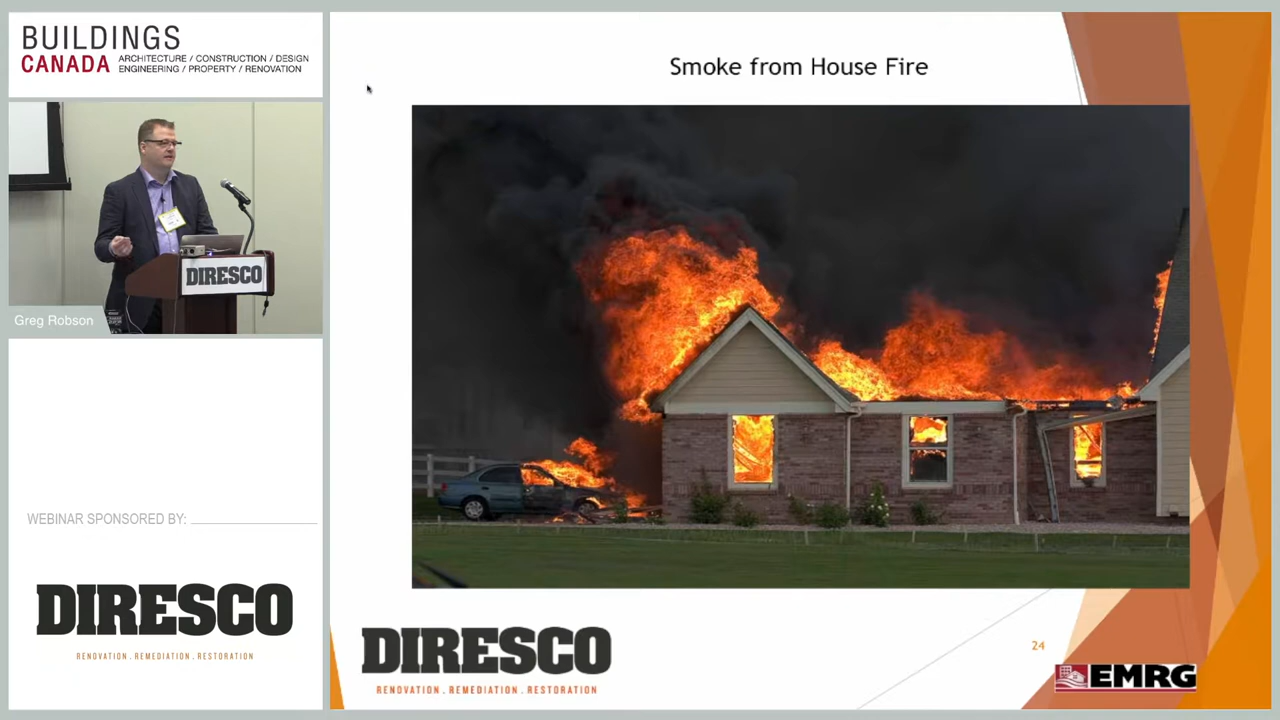 BUILDINGS
CANADA
ARCHITECTURE / CONSTRUCTION / DESIGN
ENGINEERING / PROPERTY / RENOVATION
DIRESCO
Greg Robson
WEBINAR SPONSORED BY:
DIRESCO
RENOVATION . REMEDIATION . RESTORATION
Smoke from House Fire
DIRESCO
RENOVATION . REMEDIATION . RESTORATION
24
EMRG